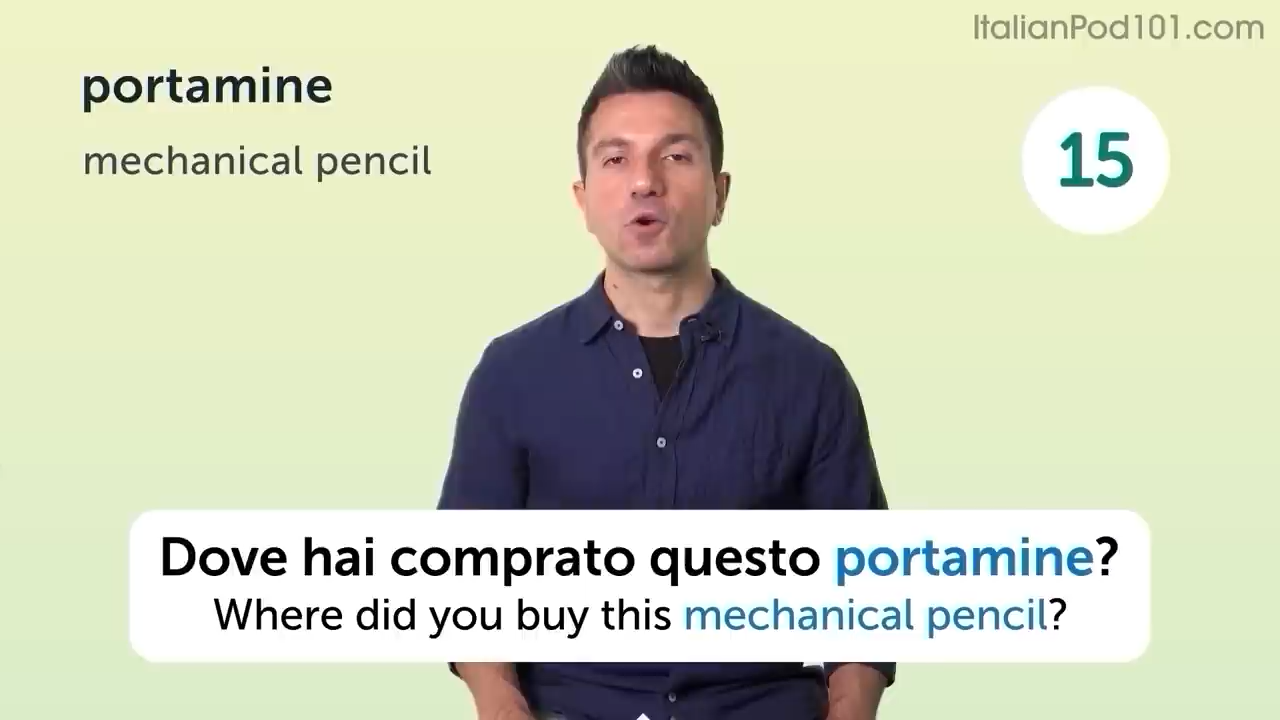 ItalianPod101.com
portamine
mechanical pencil
15
Dove hai comprato questo portamine?
Where did you buy this mechanical pencil?